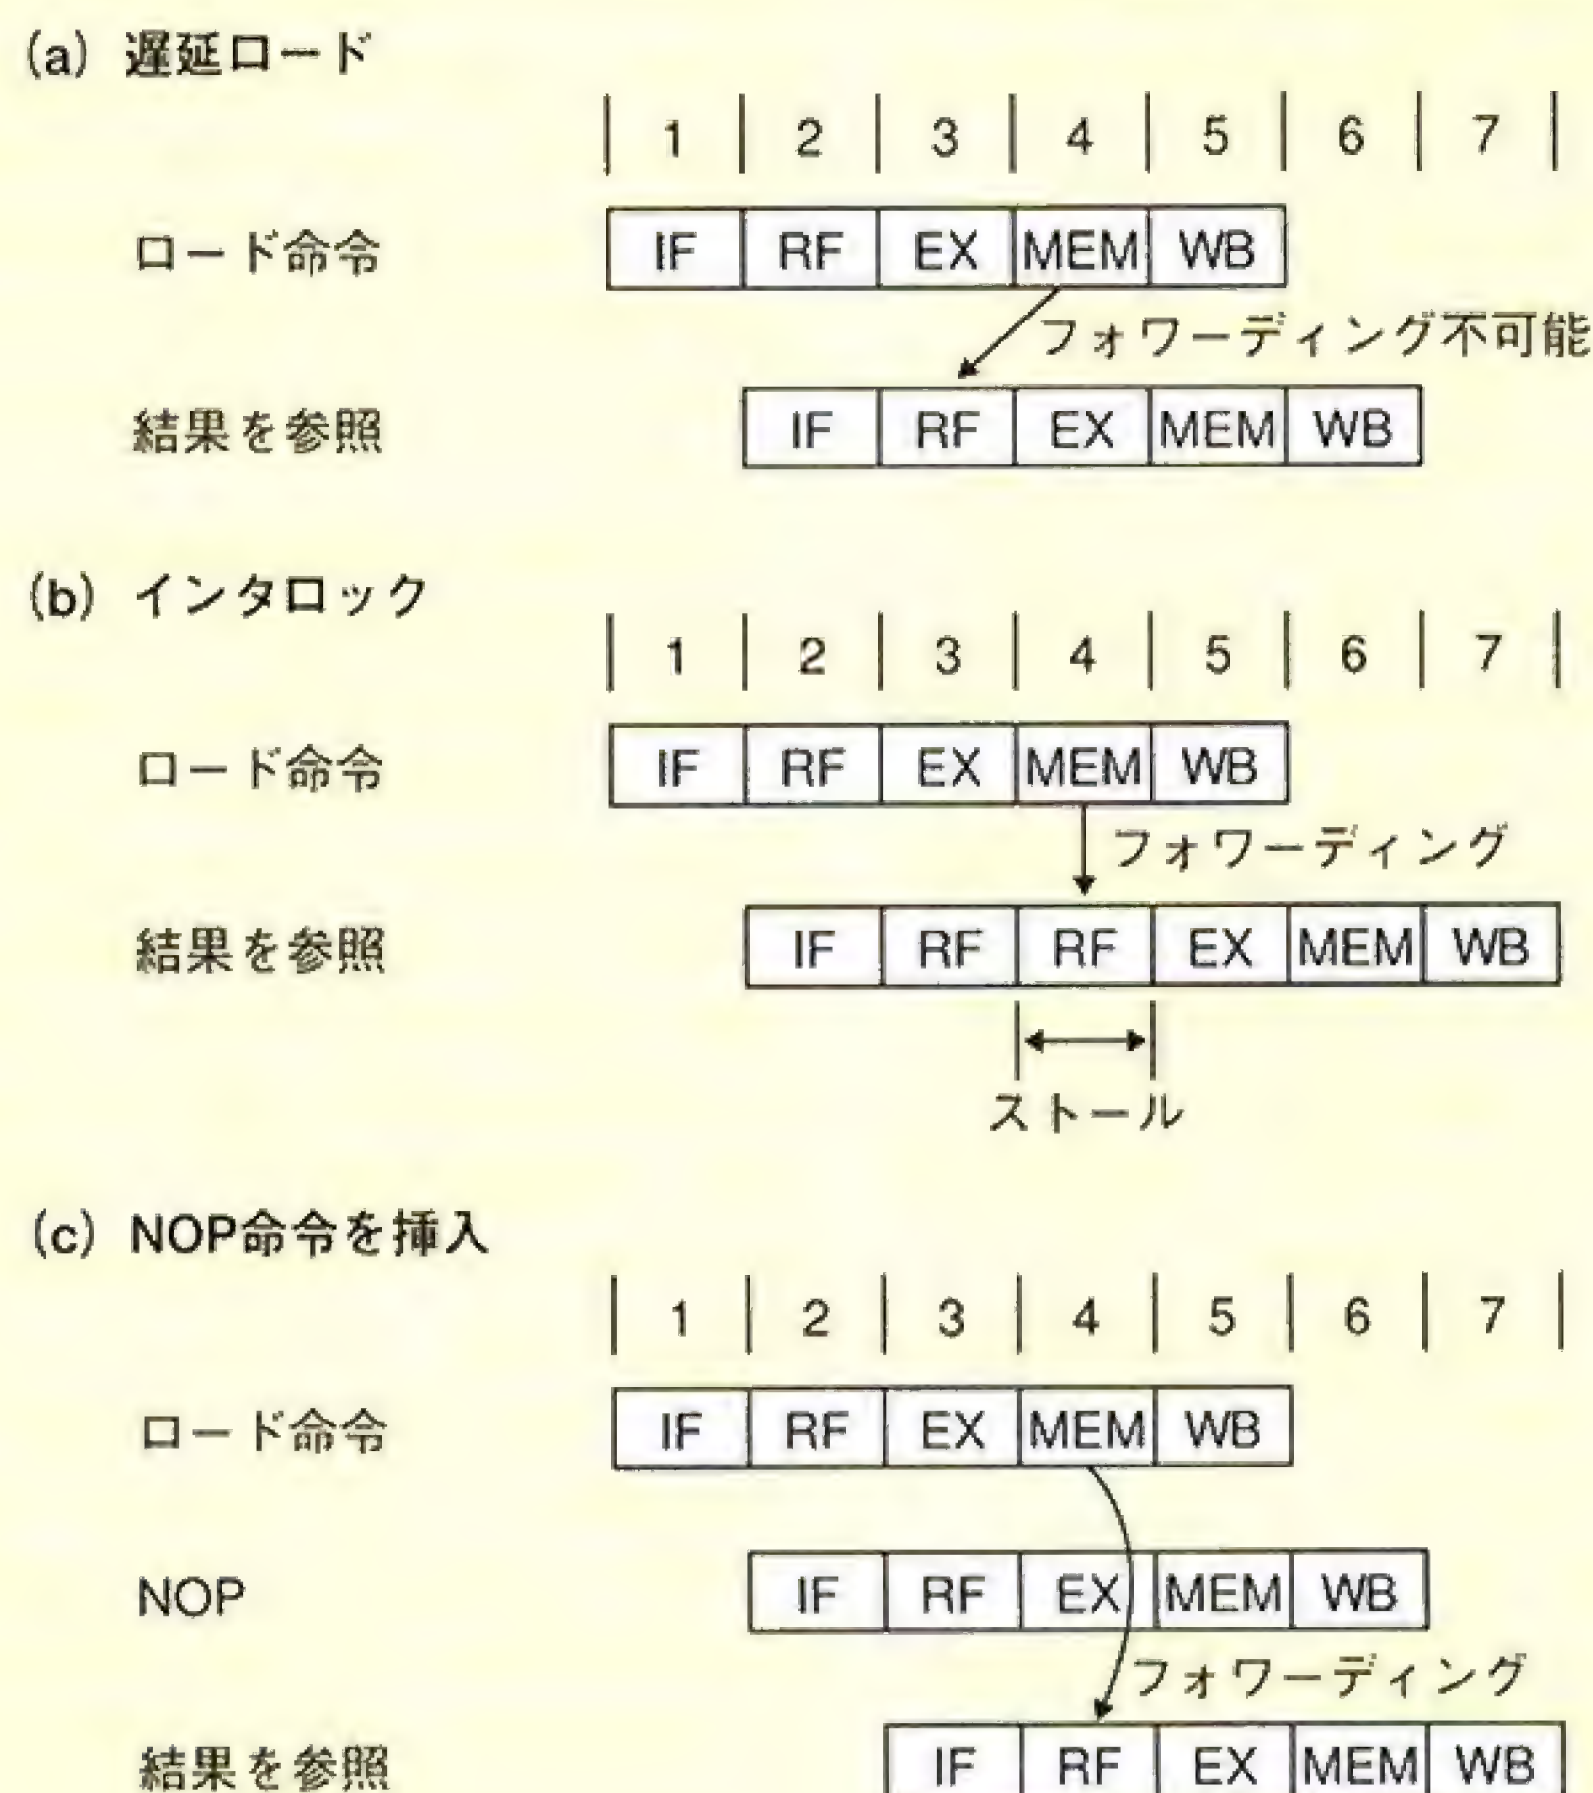 (a) 遅延ロード
1 2 3 4 5 6 7
ロード命令 IF RF EX MEM WB
フォワーディング不可能
結果を参照 IF RF EX MEM WB
(b) インタロック
1 2 3 4 5 6 7
ロード命令 IF RF EX MEM WB
フォワーディング
結果を参照 IF RF RF EX MEM WB
ストール
(c) NOP命令を挿入
1 2 3 4 5 6 7
ロード命令 IF RF EX MEM WB
NOP IF RF EX MEM WB
フォワーディング
結果を参照 IF RF EX MEM WB